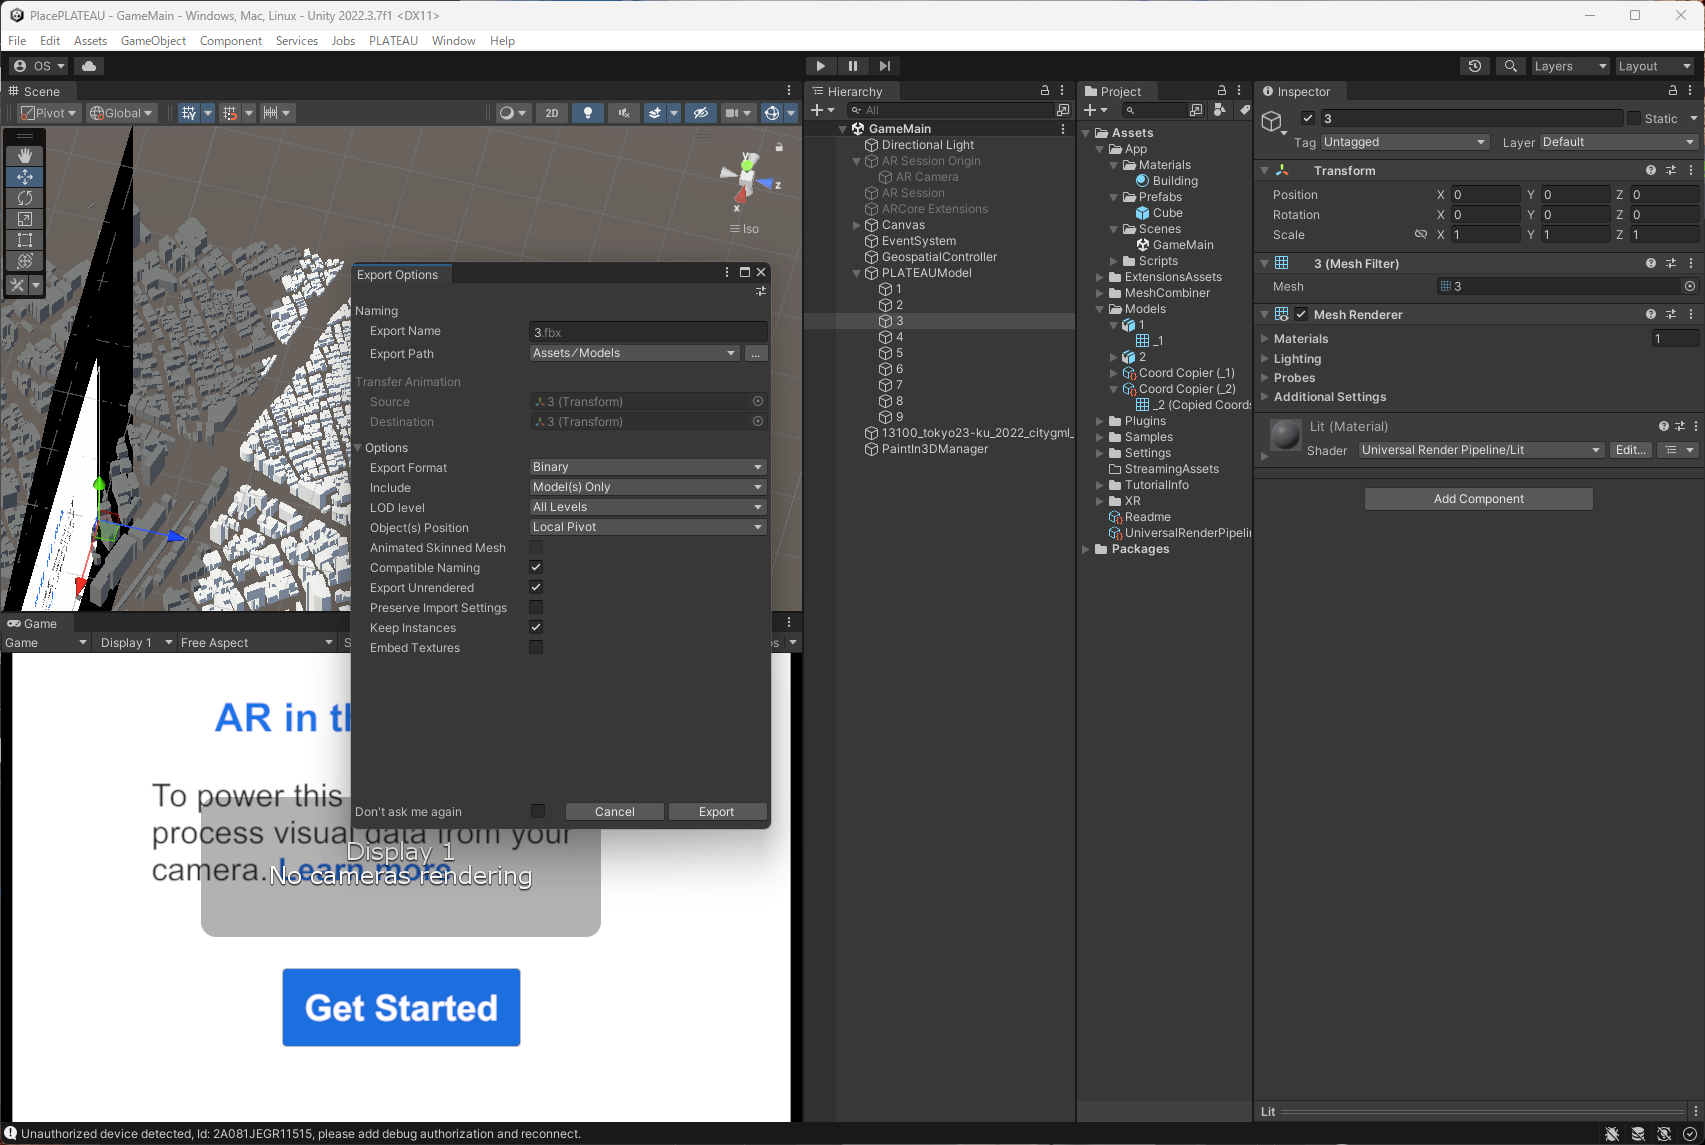 PlacePLATEAU - GameMain - Windows, Mac, Linux - Unity 2022.3.7f1 <DX11>
File Edit Assets GameObject Component Services Jobs PLATEAU Window Help
OS
Layers
Layout
Scene
Pivot
Global
2D
y
z
x
Iso
Export Options
Naming
Export Name
3.fbx
Export Path
Assets/Models
...
Transfer Animation
Source
3 (Transform)
Destination
3 (Transform)
Options
Export Format
Binary
Include
Model(s) Only
LOD level
All Levels
Object(s) Position
Local Pivot
Animated Skinned Mesh
Compatible Naming
Export Unrendered
Preserve Import Settings
Keep Instances
Embed Textures
Don't ask me again
Cancel
Export
Game
Game
Display 1
Free Aspect
AR in
To power this
process visual data from your
camera. Learn more
Display 1
No cameras rendering
Get Started
Hierarchy
All
GameMain
Directional Light
AR Session Origin
AR Camera
AR Session
ARCore Extensions
Canvas
EventSystem
GeospatialController
PLATEAUModel
1
2
3
4
5
6
7
8
9
13100_tokyo23-ku_2022_citygml_
PaintIn3DManager
Project
Assets
App
Materials
Building
Prefabs
Cube
Scenes
GameMain
Scripts
ExtensionsAssets
MeshCombiner
Models
1
_1
2
Coord Copier (_1)
Coord Copier (_2)
_2 (Copied Coords
Plugins
Samples
Settings
StreamingAssets
TutorialInfo
XR
Readme
UniversalRenderPipelin
Packages
Inspector
3
Static
Tag
Untagged
Layer
Default
Transform
Position X 0 Y 0 Z 0
Rotation X 0 Y 0 Z 0
Scale X 1 Y 1 Z 1
3 (Mesh Filter)
Mesh
3
Mesh Renderer
Materials
1
Lighting
Probes
Additional Settings
Lit (Material)
Shader
Universal Render Pipeline/Lit
Edit...
Add Component
Lit
Unauthorized device detected, Id: 2A081JEGR11515, please add debug authorization and reconnect.